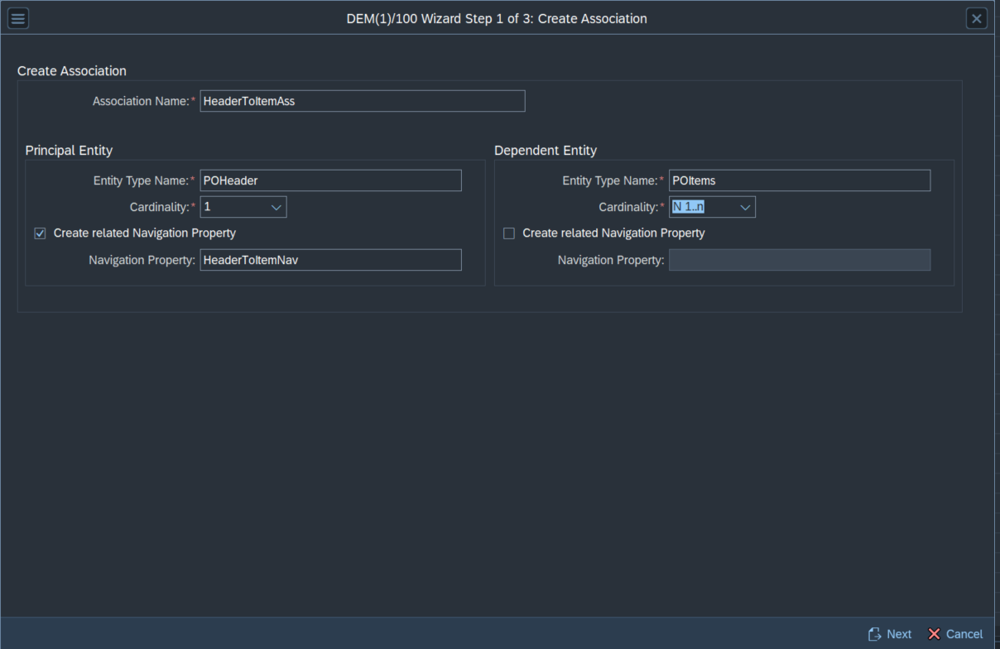 DEM(1)/100 Wizard Step 1 of 3: Create Association
Create Association
Association Name:* HeaderToItemAss
Principal Entity
Entity Type Name:* POHeader
Cardinality:* 1
Create related Navigation Property
Navigation Property: HeaderToItemNav
Dependent Entity
Entity Type Name:* POItems
Cardinality:* N 1..n
Create related Navigation Property
Navigation Property:
Next Cancel